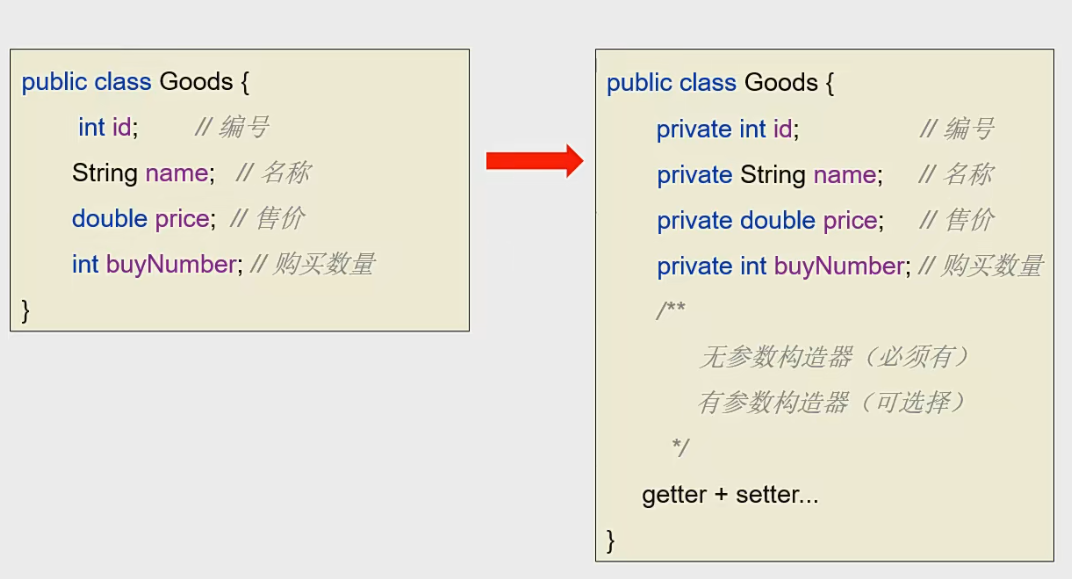 public class Goods {
int id; // 编号
String name; // 名称
double price; // 售价
int buyNumber; // 购买数量
}
public class Goods {
private int id; // 编号
private String name; // 名称
private double price; // 售价
private int buyNumber; // 购买数量
/**
无参数构造器（必须有）
有参数构造器（可选择）
*/
getter + setter...
}